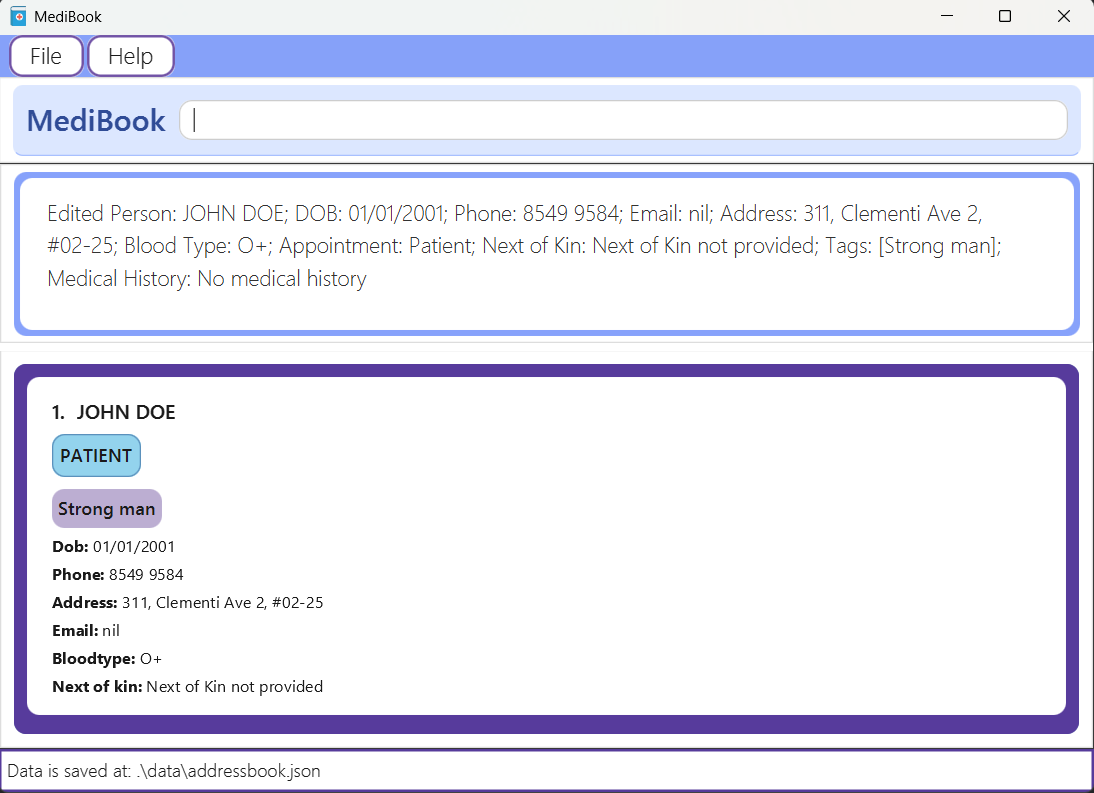 MediBook
File Help
MediBook
Edited Person: JOHN DOE; DOB: 01/01/2001; Phone: 8549 9584; Email: nil; Address: 311, Clementi Ave 2,
#02-25; Blood Type: O+; Appointment: Patient; Next of Kin: Next of Kin not provided; Tags: [Strong man];
Medical History: No medical history
1. JOHN DOE
PATIENT
Strong man
Dob: 01/01/2001
Phone: 8549 9584
Address: 311, Clementi Ave 2, #02-25
Email: nil
Bloodtype: O+
Next of kin: Next of Kin not provided
Data is saved at: .\data\addressbook.json